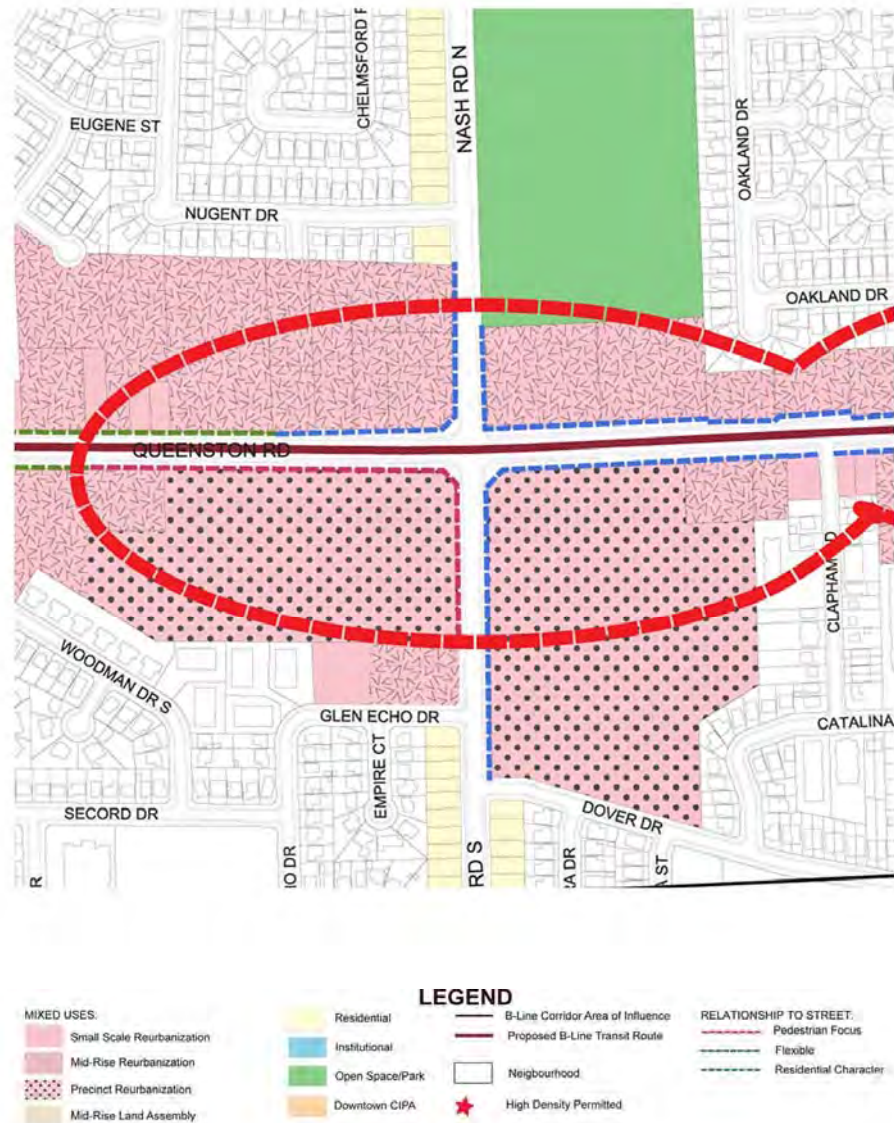 CHELMSFORD
NASH RD N
OAKLAND DR
EUGENE ST
NUGENT DR
OAKLAND DR
QUEENSTON RD
WOODMAN DR S
GLEN ECHO DR
EMPIRE CT
CATALINA
SECORD DR
DOVER DR
RD S
LEGEND
MIXED USES:
Small Scale Reurbanization
Mid-Rise Reurbanization
Precinct Reurbanization
Mid-Rise Land Assembly
Residential
Institutional
Open Space/Park
Downtown CIPA
B-Line Corridor Area of Influence
Proposed B-Line Transit Route
Neigbourhood
High Density Permitted
RELATIONSHIP TO STREET:
Pedestrian Focus
Flexible
Residential Character